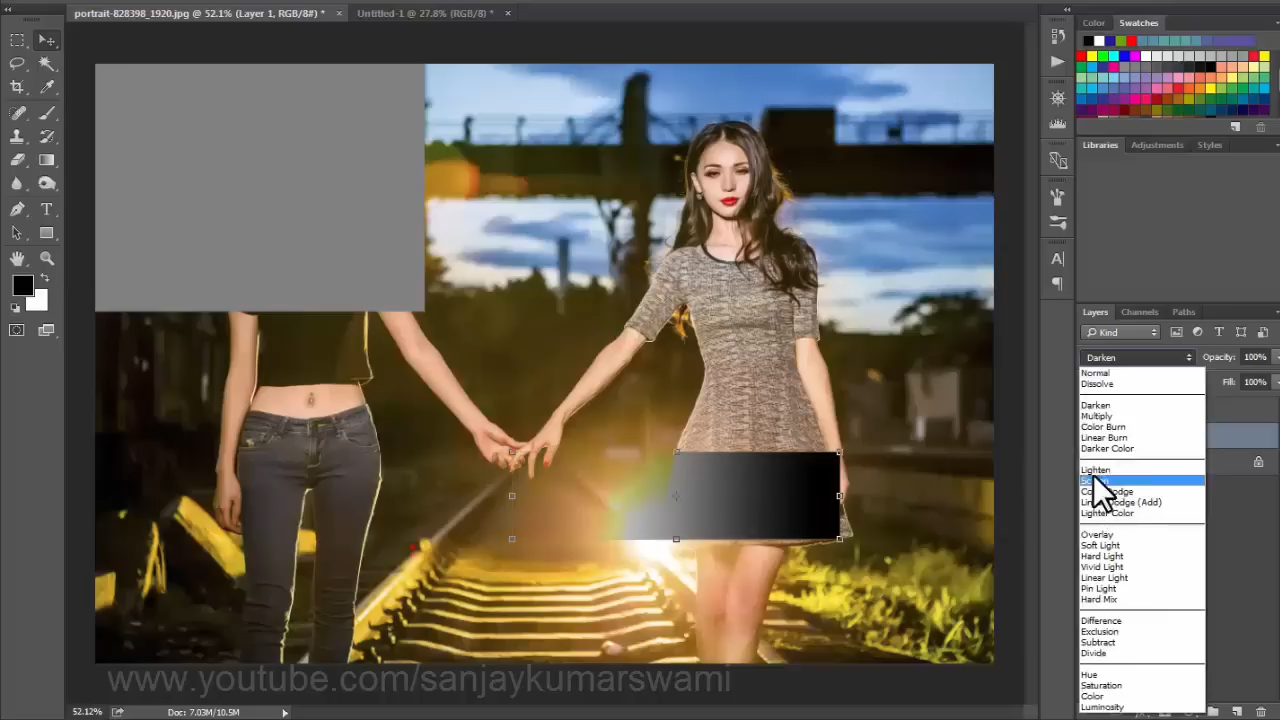 portrait-828398_1920.jpg @ 52.1% (Layer 1, RGB/8#) * ×
Untitled-1 @ 27.8% (RGB/8) * ×
Color Swatches
Libraries Adjustments Styles
Layers Channels Paths
Kind
Darken Opacity: 100%
Fill: 100%
Normal
Dissolve
Darken
Multiply
Color Burn
Linear Burn
Darker Color
Lighten
Color Dodge
Linear Dodge (Add)
Lighter Color
Overlay
Soft Light
Hard Light
Vivid Light
Linear Light
Pin Light
Hard Mix
Difference
Exclusion
Subtract
Divide
Hue
Saturation
Color
Luminosity
www.youtube.com/sanjaykumarswami
52.12% Doc: 7.03M/10.5M